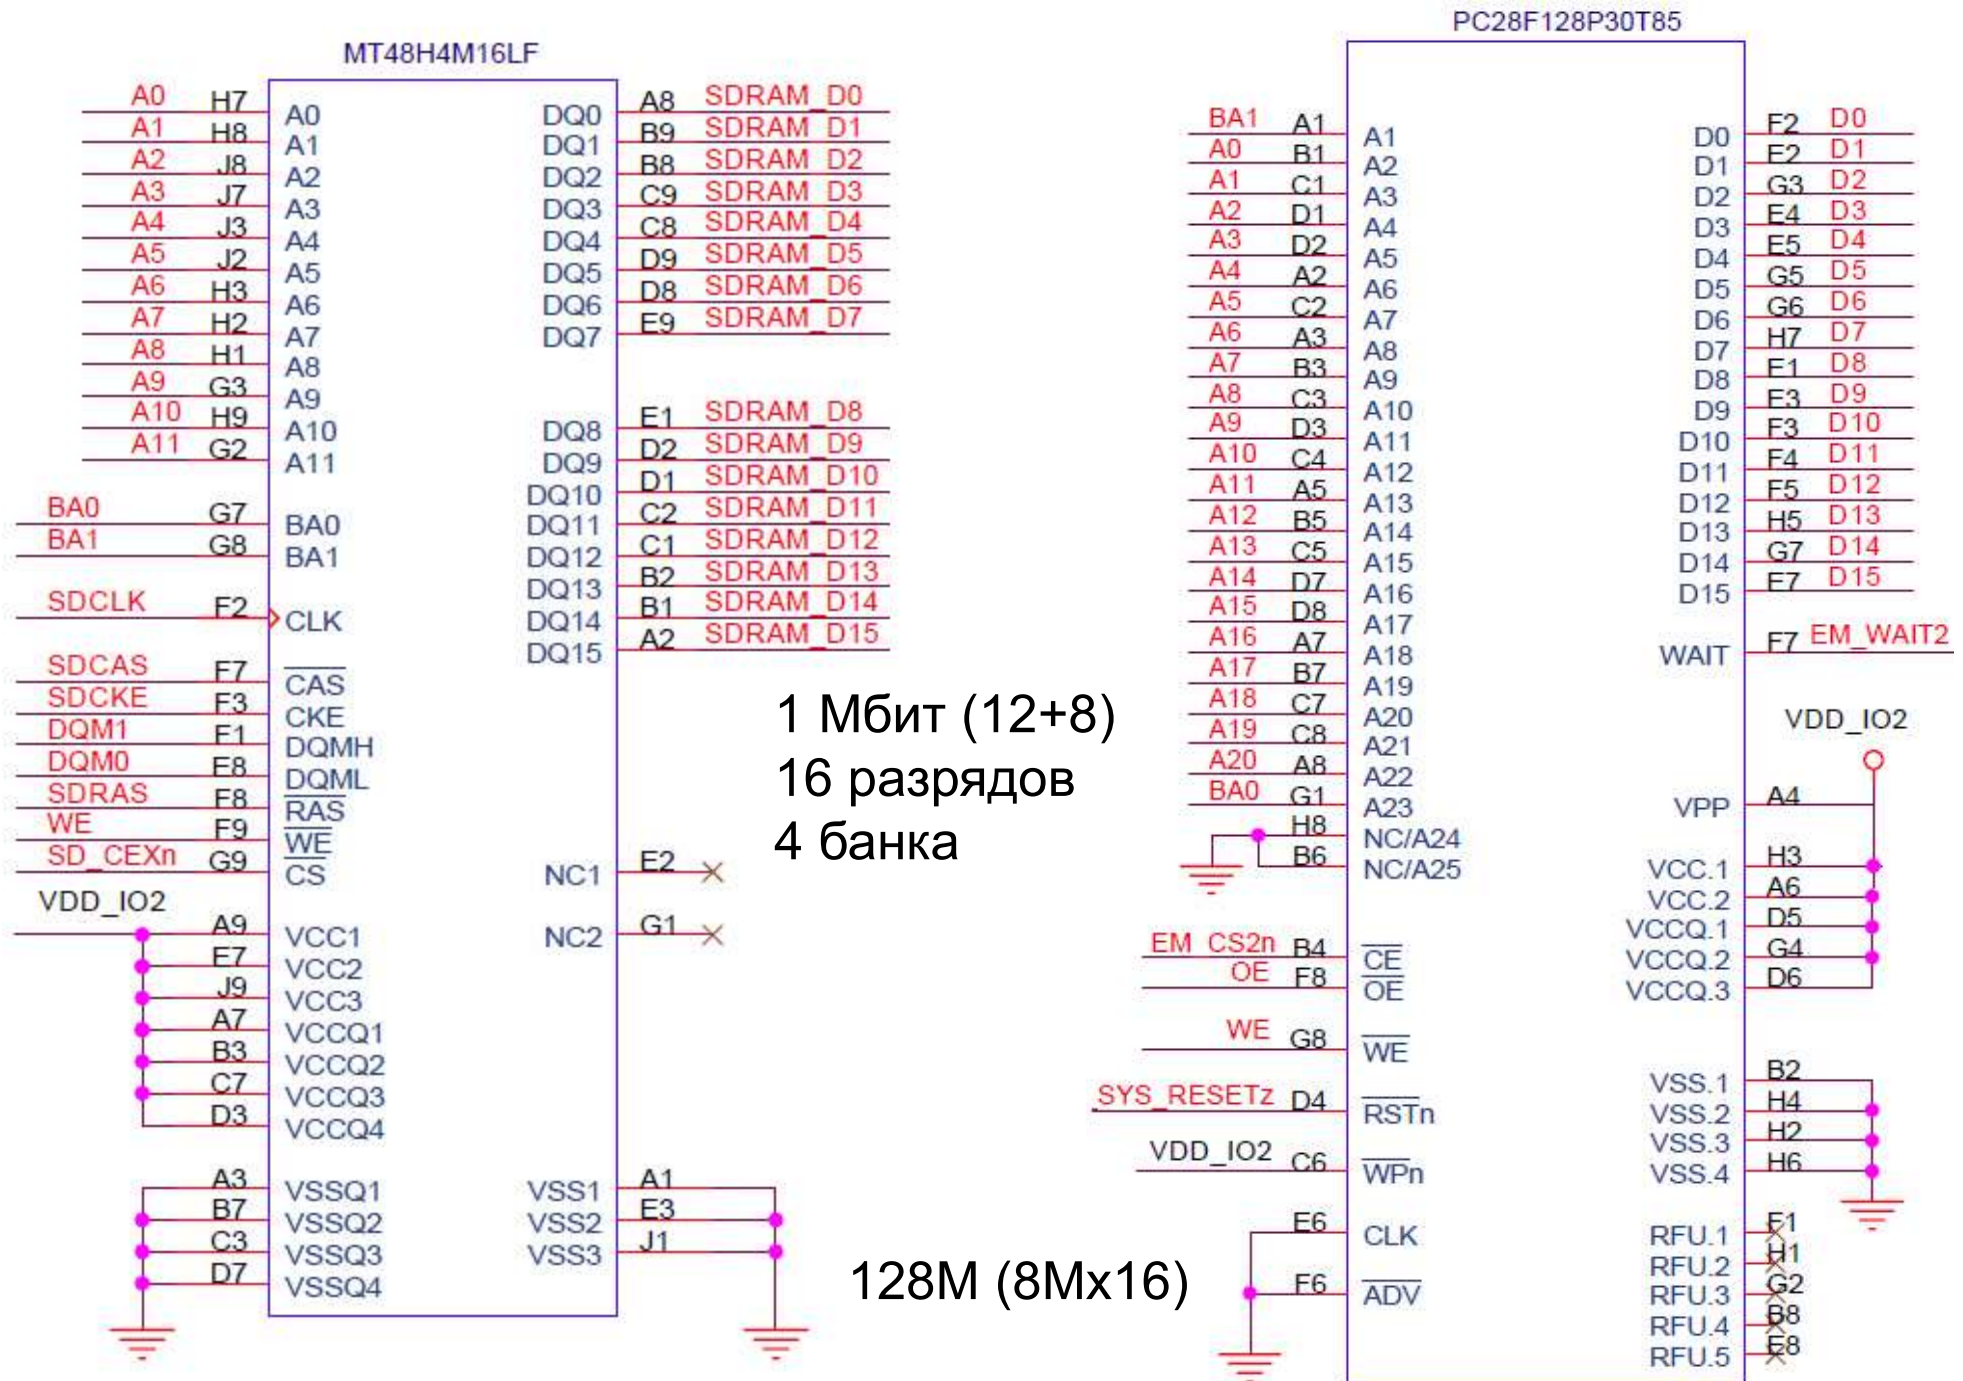 MT48H4M16LF
A0 H7 A0 DQ0 A8 SDRAM_D0
A1 H8 A1 DQ1 B9 SDRAM_D1
A2 J8 A2 DQ2 B8 SDRAM_D2
A3 J7 A3 DQ3 C9 SDRAM_D3
A4 J3 A4 DQ4 C8 SDRAM_D4
A5 J2 A5 DQ5 D9 SDRAM_D5
A6 H3 A6 DQ6 D8 SDRAM_D6
A7 H2 A7 DQ7 E9 SDRAM_D7
A8 H1 A8
A9 G3 A9
A10 H9 A10 DQ8 E1 SDRAM_D8
A11 G2 A11 DQ9 D2 SDRAM_D9
DQ10 D1 SDRAM_D10
BA0 G7 BA0 DQ11 C2 SDRAM_D11
BA1 G8 BA1 DQ12 C1 SDRAM_D12
DQ13 B2 SDRAM_D13
SDCLK F2 CLK DQ14 B1 SDRAM_D14
DQ15 A2 SDRAM_D15
SDCAS F7 CAS
SDCKE F3 CKE
DQM1 F1 DQMH
DQM0 E8 DQML
SDRAS F8 RAS
WE F9 WE
SD_CEXn G9 CS NC1 E2
VDD_IO2
A9 VCC1 NC2 G1
E7 VCC2
J9 VCC3
A7 VCCQ1
B3 VCCQ2
C7 VCCQ3
D3 VCCQ4
A3 VSSQ1 VSS1 A1
B7 VSSQ2 VSS2 E3
C3 VSSQ3 VSS3 J1
D7 VSSQ4
1 Мбит (12+8)
16 разрядов
4 банка
PC28F128P30T85
BA1 A1 A1 D0 F2 D0
A0 B1 A2 D1 E2 D1
A1 C1 A3 D2 G3 D2
A2 D1 A4 D3 E4 D3
A3 D2 A5 D4 E5 D4
A4 A2 A6 D5 G5 D5
A5 C2 A7 D6 G6 D6
A6 A3 A8 D7 H7 D7
A7 B3 A9 D8 E1 D8
A8 C3 A10 D9 E3 D9
A9 D3 A11 D10 F3 D10
A10 C4 A12 D11 F4 D11
A11 A5 A13 D12 F5 D12
A12 B5 A14 D13 H5 D13
A13 C5 A15 D14 G7 D14
A14 D7 A16 D15 E7 D15
A15 D8 A17
A16 A7 A18 WAIT F7 EM_WAIT2
A17 B7 A19
A18 C7 A20 VDD_IO2
A19 C8 A21
A20 A8 A22
BA0 G1 A23 VPP A4
H8 NC/A24
B6 NC/A25 VCC.1 H3
VCC.2 A6
VCCQ.1 D5
EM_CS2n B4 CE VCCQ.2 G4
OE F8 OE VCCQ.3 D6
WE G8 WE
VSS.1 B2
SYS_RESETz D4 RSTn VSS.2 H4
VSS.3 H2
VDD_IO2 C6 WPn VSS.4 H6
E6 CLK RFU.1 F1
RFU.2 H1
F6 ADV RFU.3 G2
RFU.4 B8
RFU.5 E8
128M (8Mx16)